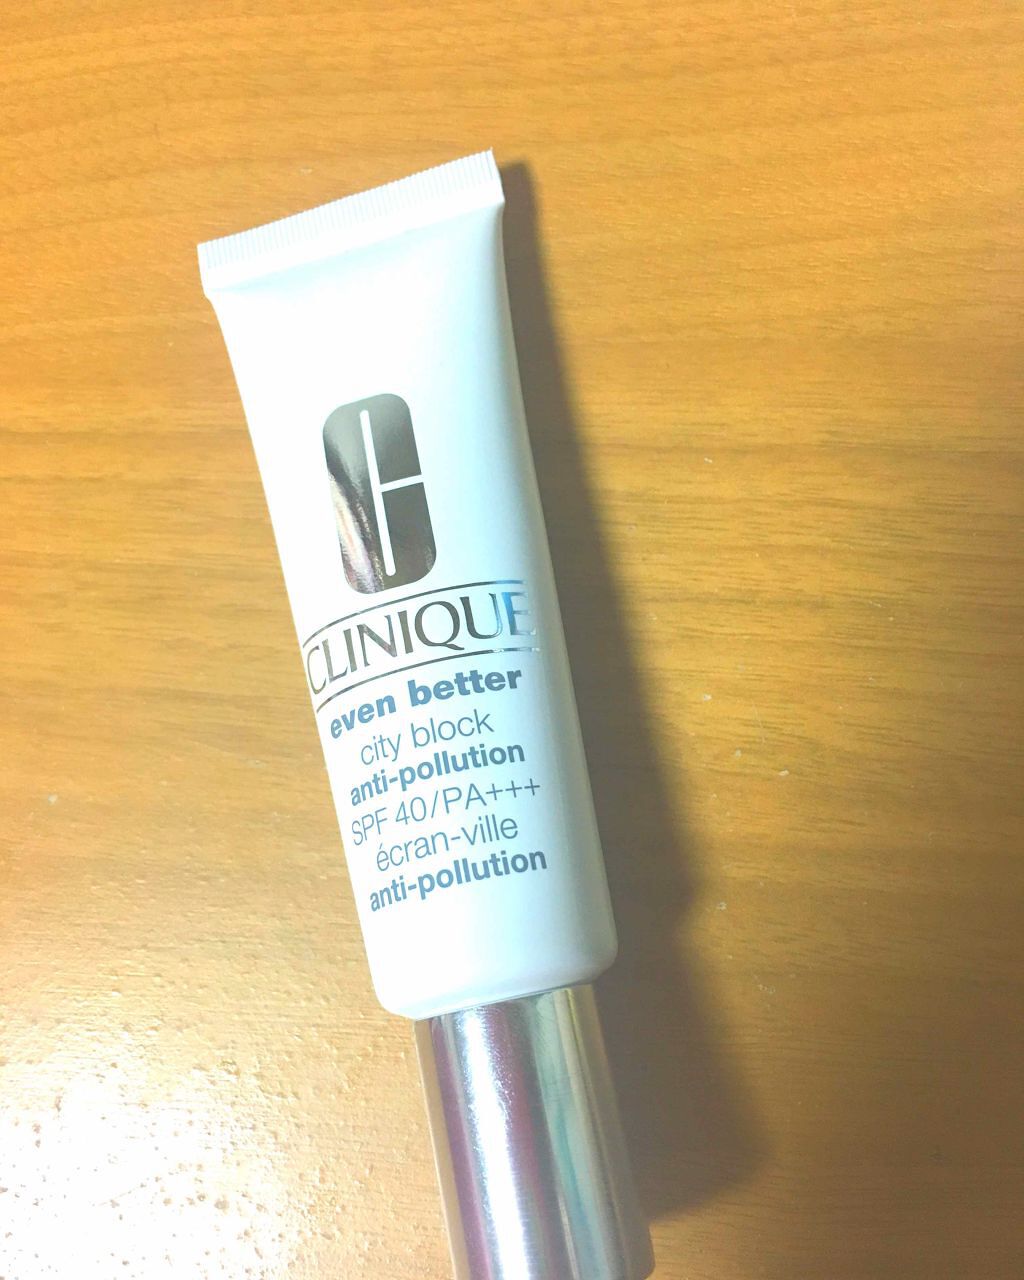 CLINIQUE
even better
city block
anti-pollution
SPF 40/PA+++
écran-ville
anti-pollution